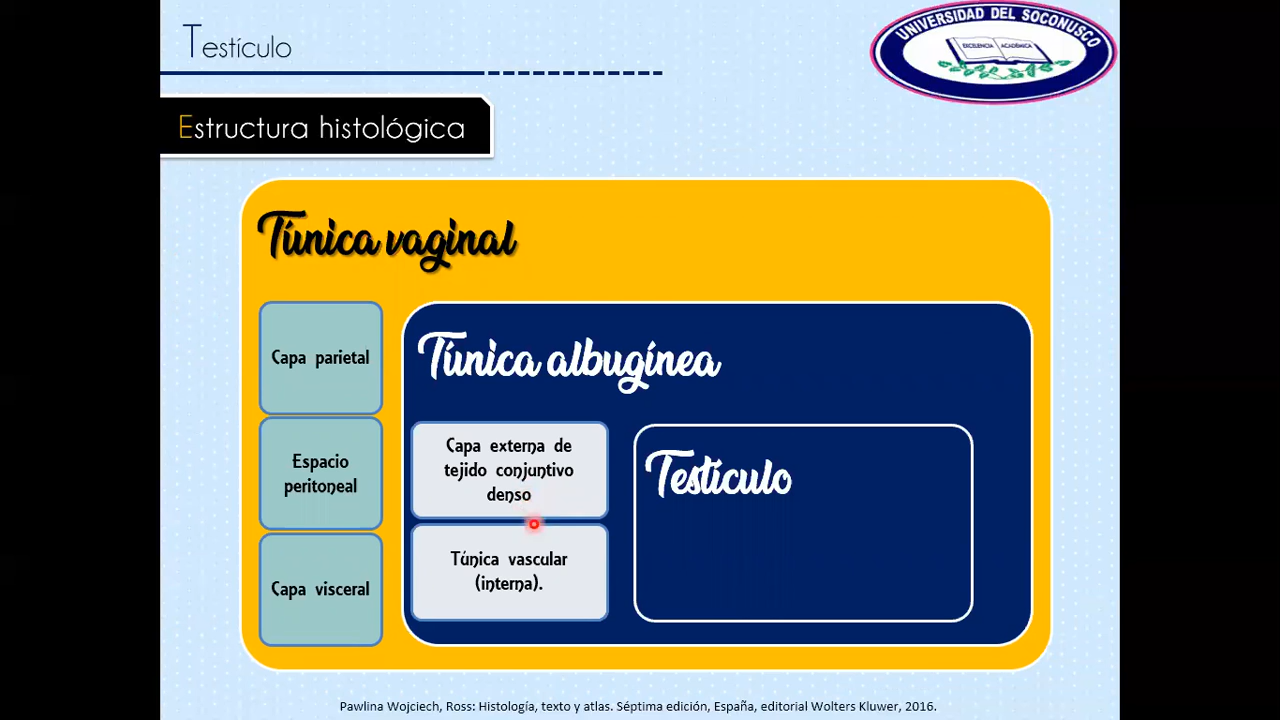 Testículo
UNIVERSIDAD DEL SOCONUSCO
EXCELENCIA ACADÉMICA
Estructura histológica
Túnica vaginal
Capa parietal
Espacio
peritoneal
Capa visceral
Túnica albugínea
Capa externa de
tejido conjuntivo
denso
Túnica vascular
(interna).
Testículo
Pawlina Wojciech, Ross: Histología, texto y atlas. Séptima edición, España, editorial Wolters Kluwer, 2016.